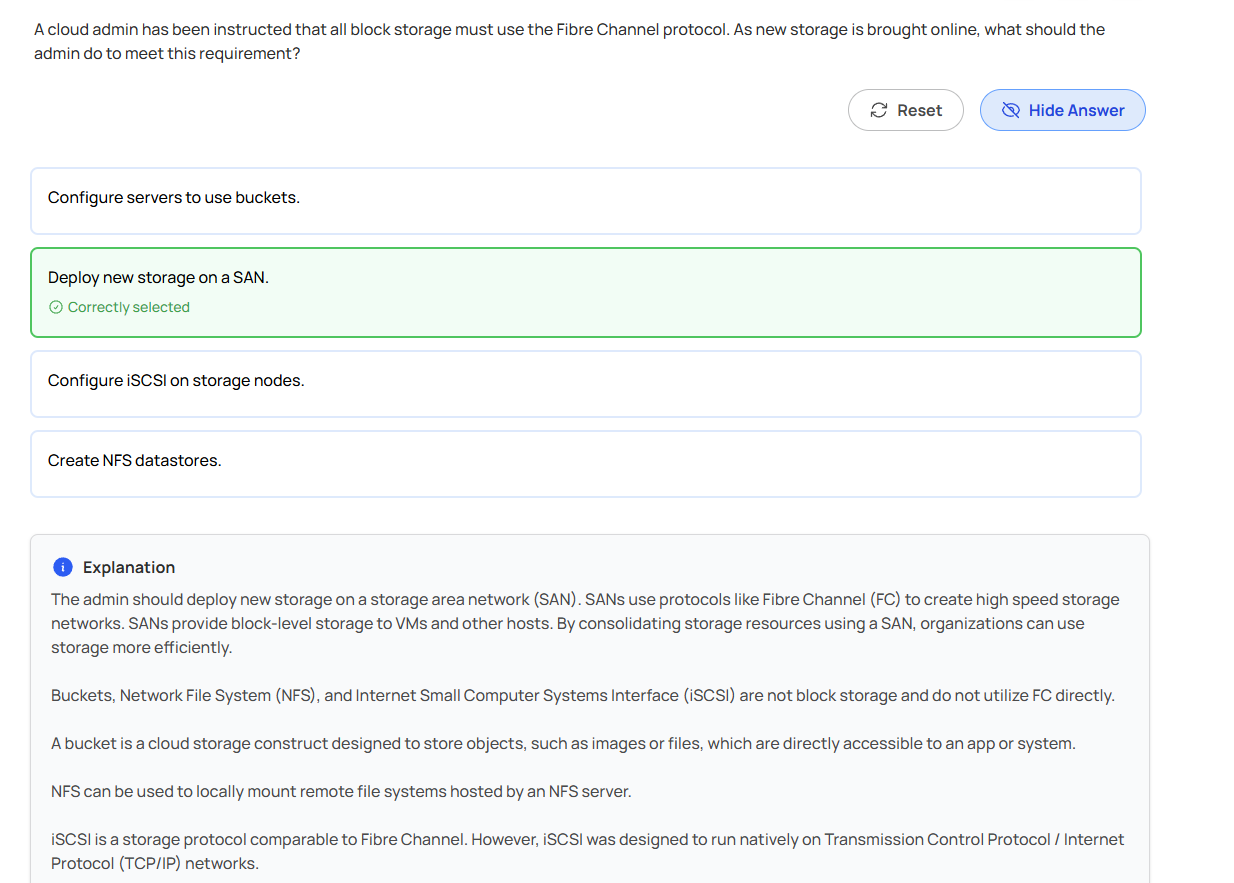 A cloud admin has been instructed that all block storage must use the Fibre Channel protocol. As new storage is brought online, what should the
admin do to meet this requirement?
Reset
Hide Answer
Configure servers to use buckets.
Deploy new storage on a SAN.
Correctly selected
Configure iSCSI on storage nodes.
Create NFS datastores.
Explanation
The admin should deploy new storage on a storage area network (SAN). SANs use protocols like Fibre Channel (FC) to create high speed storage
networks. SANs provide block-level storage to VMs and other hosts. By consolidating storage resources using a SAN, organizations can use
storage more efficiently.
Buckets, Network File System (NFS), and Internet Small Computer Systems Interface (iSCSI) are not block storage and do not utilize FC directly.
A bucket is a cloud storage construct designed to store objects, such as images or files, which are directly accessible to an app or system.
NFS can be used to locally mount remote file systems hosted by an NFS server.
iSCSI is a storage protocol comparable to Fibre Channel. However, iSCSI was designed to run natively on Transmission Control Protocol / Internet
Protocol (TCP/IP) networks.